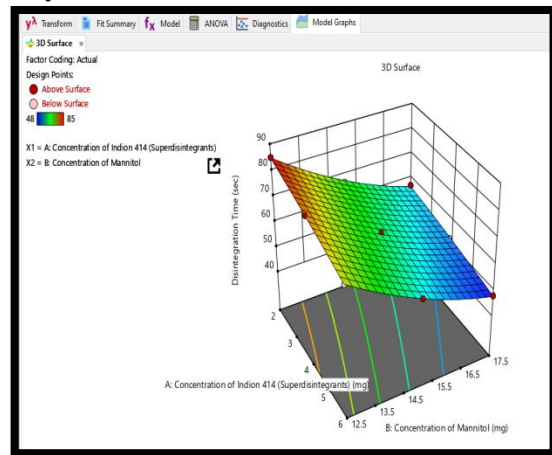 yλ Transform Fit Summary fx Model ANOVA Diagnostics Model Graphs
3D Surface
Factor Coding: Actual
Design Points:
Above Surface
Below Surface
48 85
X1 = A: Concentration of Indion 414 (Superdisintegrants)
X2 = B: Concentration of Mannitol
3D Surface
Disintegration Time (sec)
90
80
70
60
50
40
2
3
4
5
6
A: Concentration of Indion 414 (Superdisintegrants) (mg)
12.5
13.5
14.5
15.5
16.5
17.5
B: Concentration of Mannitol (mg)